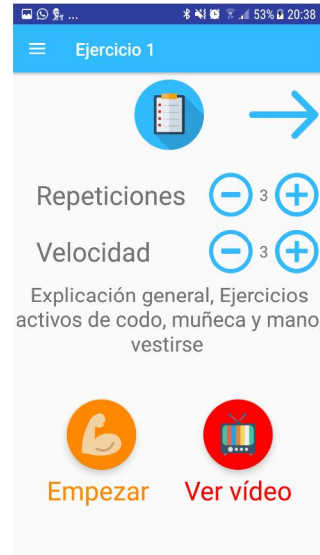 ... 53% 20:38
Ejercicio 1
Repeticiones 3
Velocidad 3
Explicación general, Ejercicios
activos de codo, muñeca y mano
vestirse
Empezar Ver vídeo